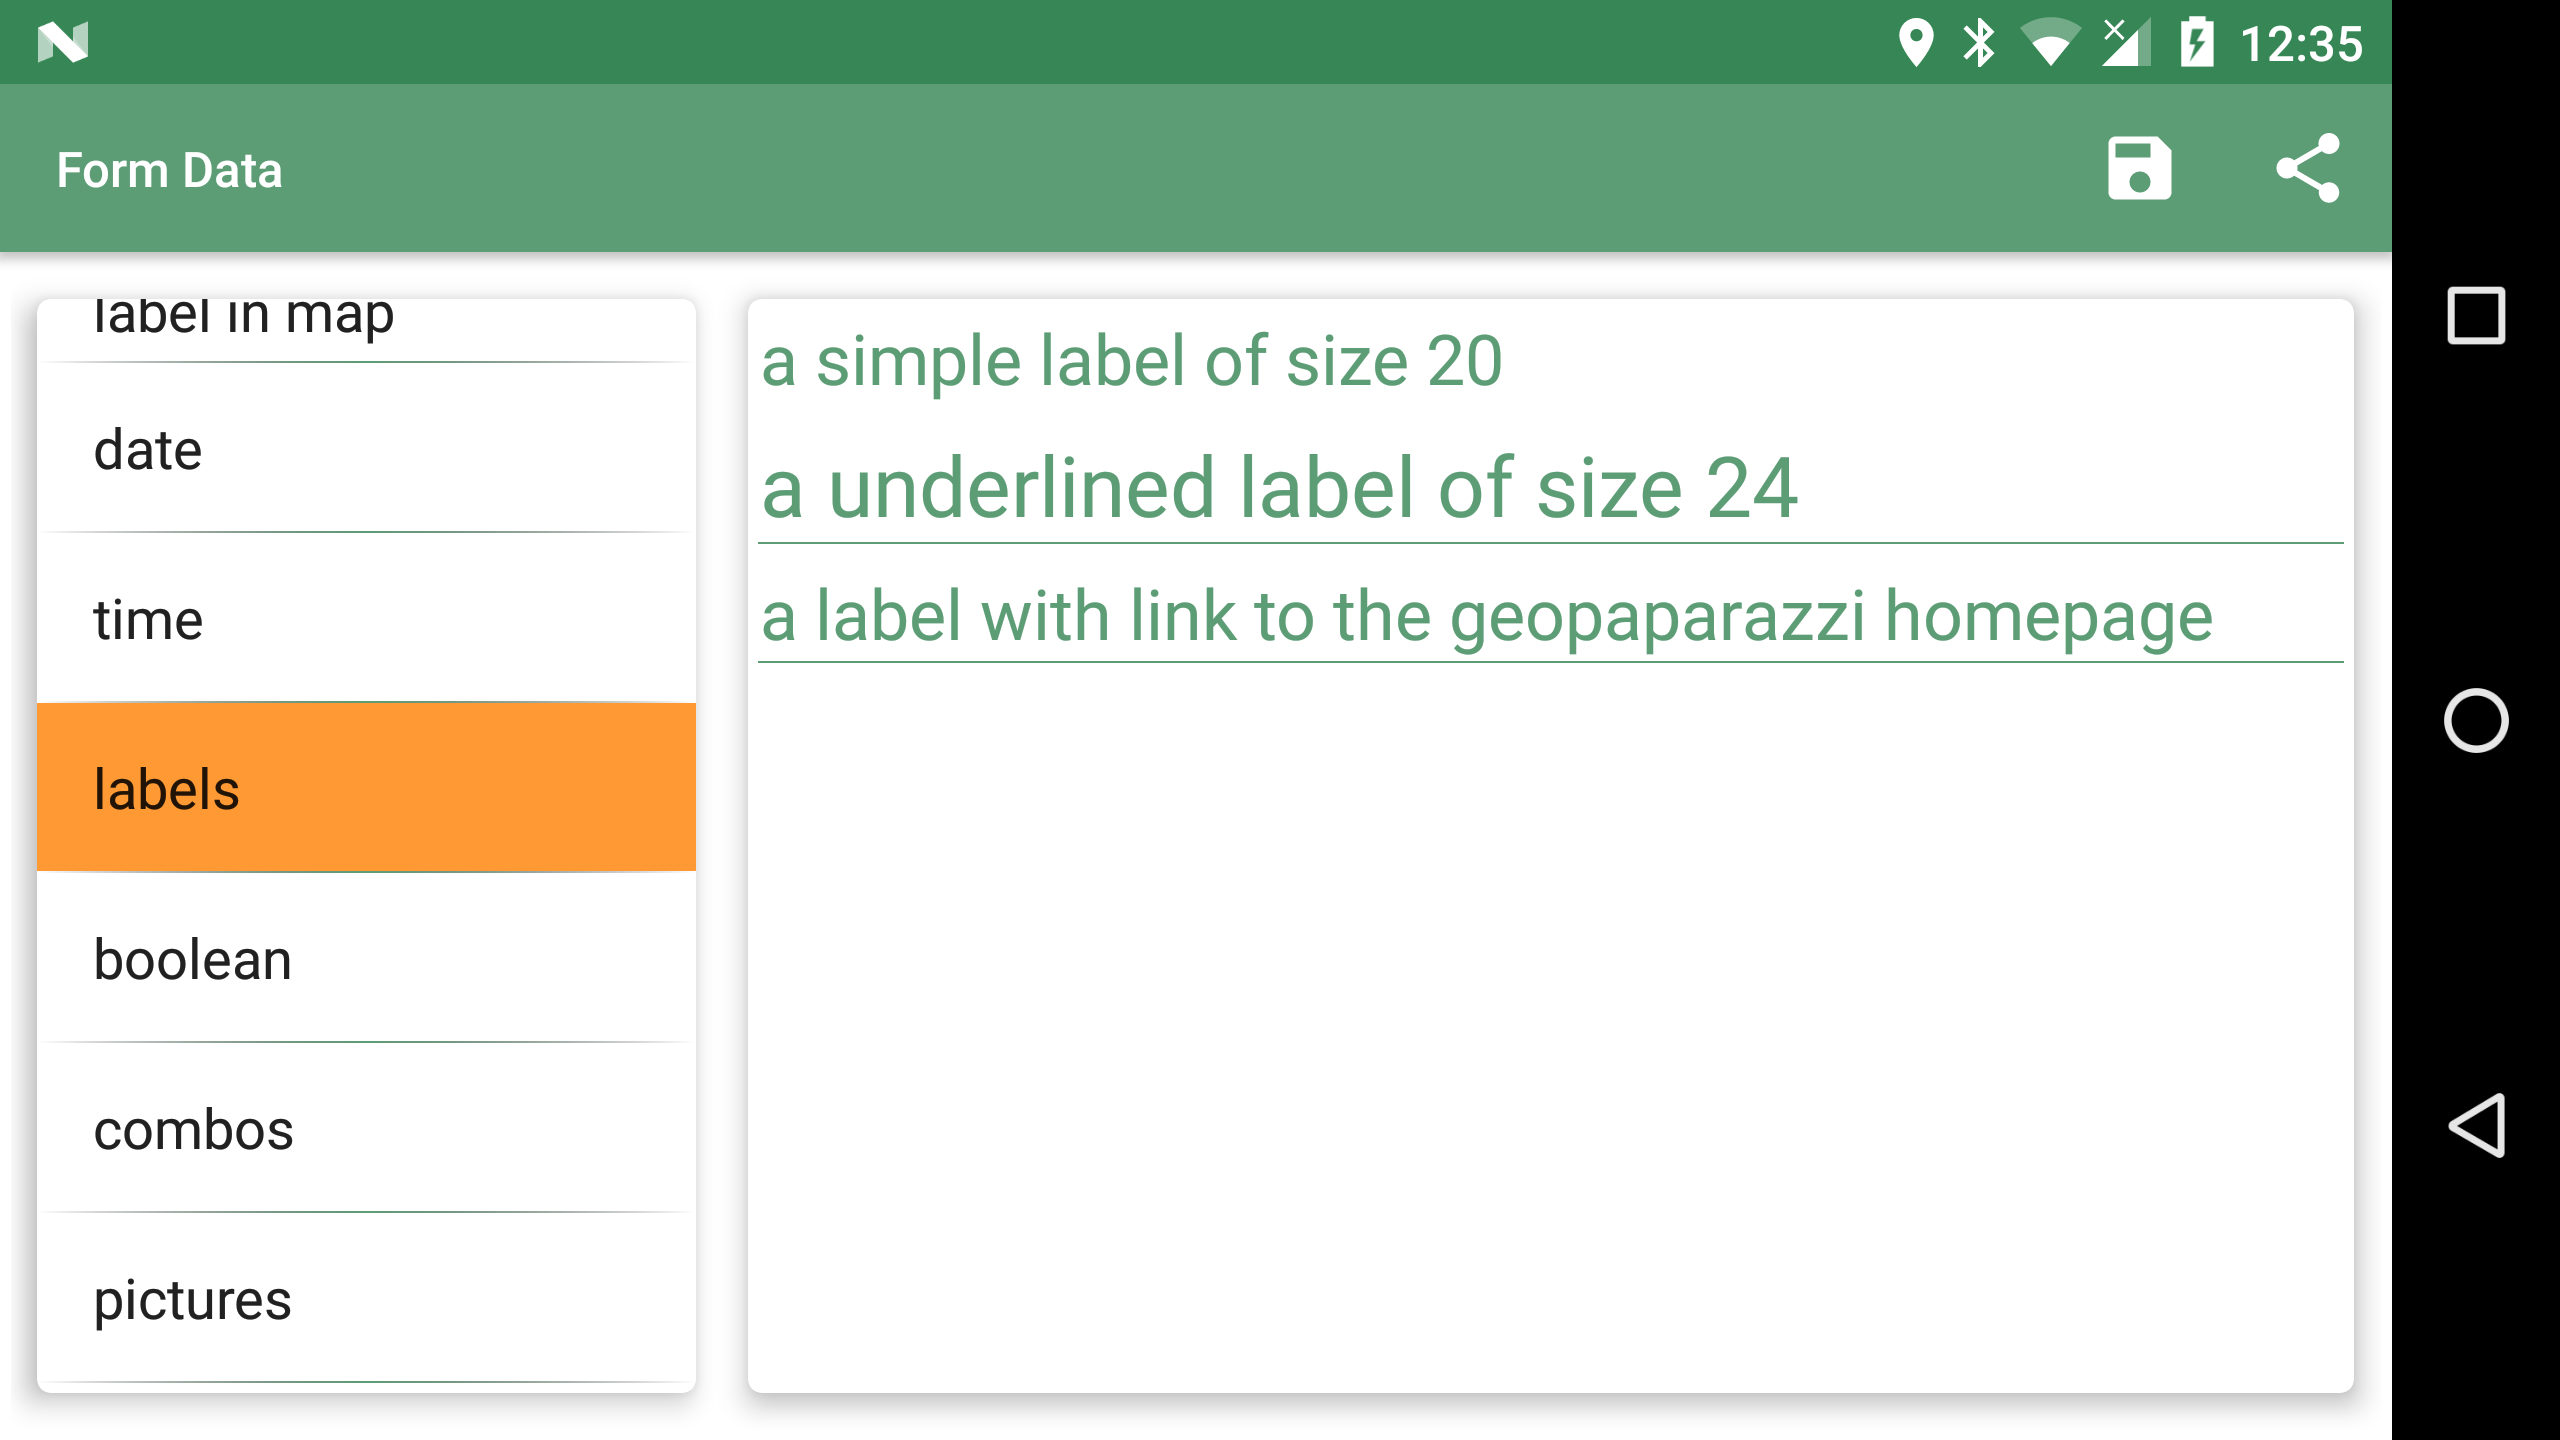 12:35
Form Data
label in map
date
time
labels
boolean
combos
pictures
a simple label of size 20
a underlined label of size 24
a label with link to the geopaparazzi homepage